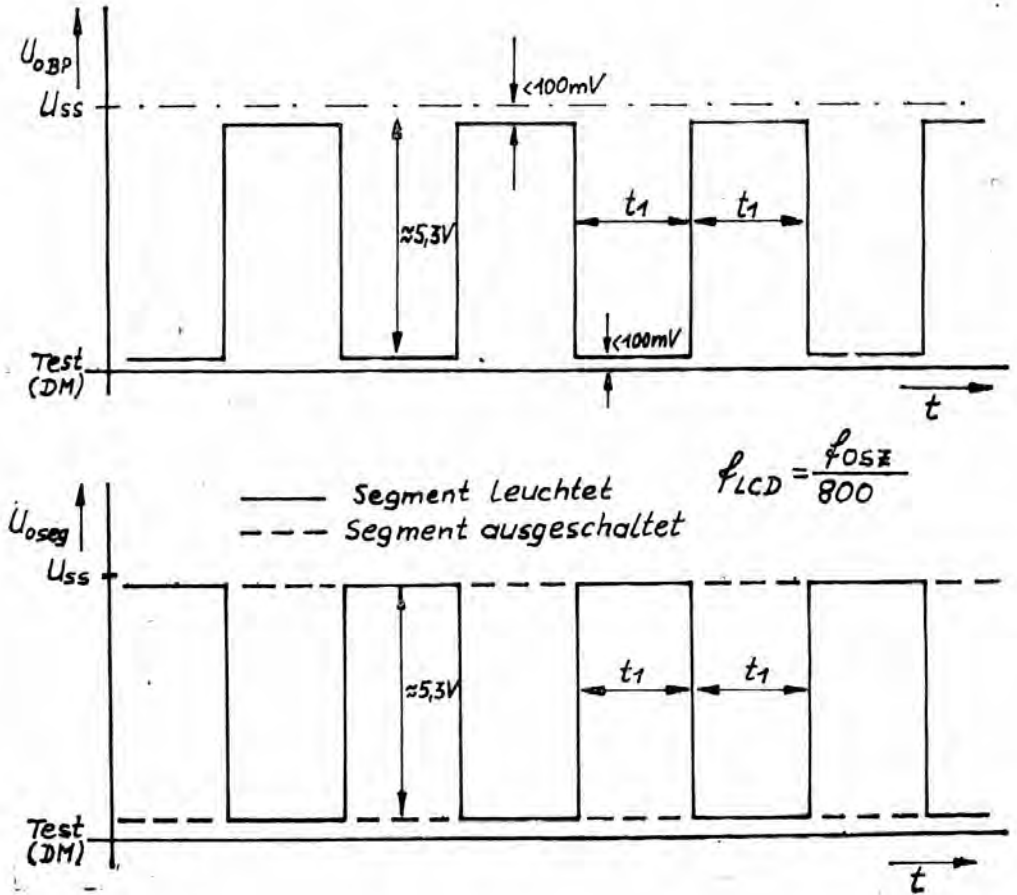 U₀BP
Uss
<100mV
≈5,3V
t1
t1
<100mV
Test
(DM)
t
fLCD = fosz
800
Segment leuchtet
Segment ausgeschaltet
U₀seg
Uss
≈5,3V
t1
t1
Test
(DM)
t